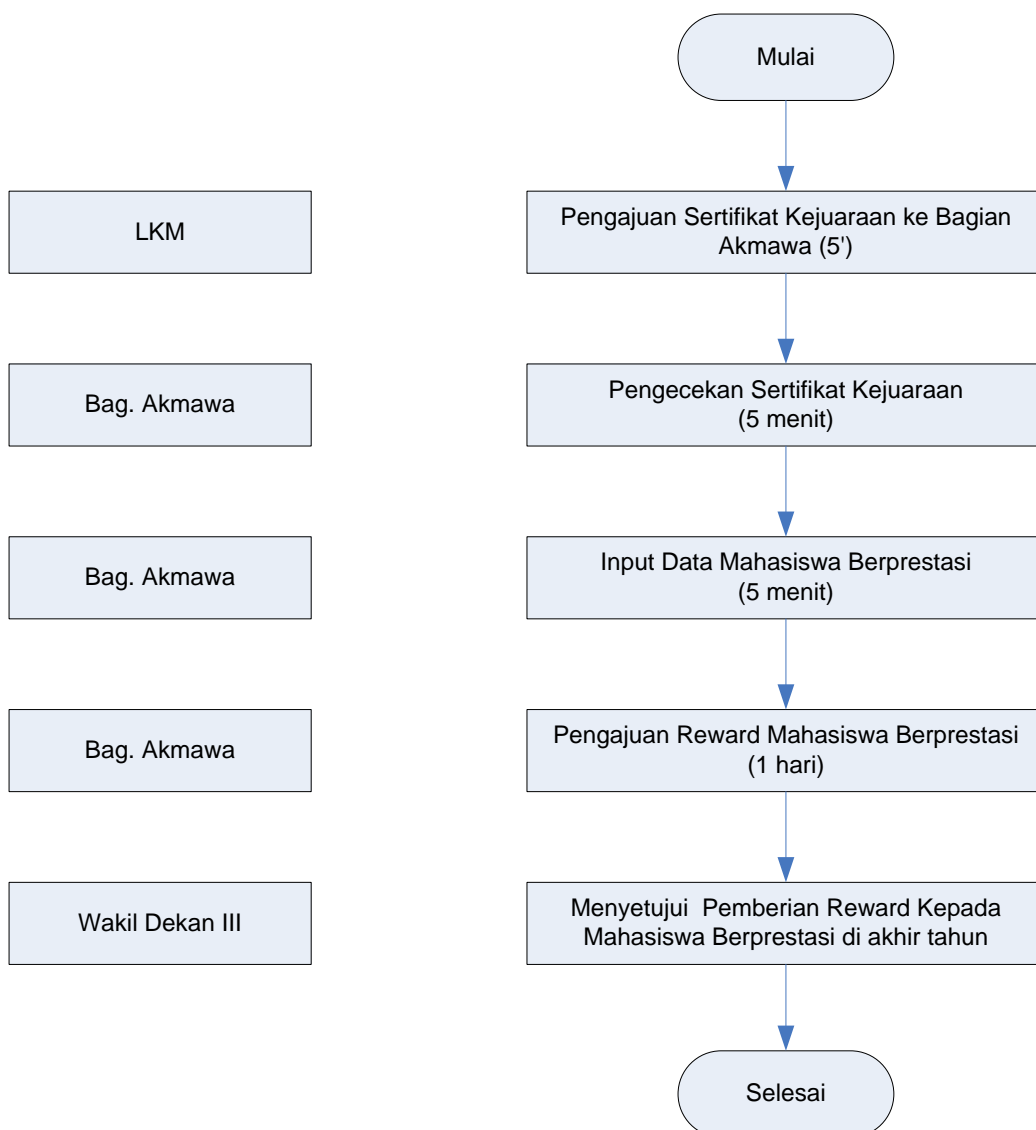 Mulai
LKM
Pengajuan Sertifikat Kejuaraan ke Bagian
Akmawa (5')
Bag. Akmawa
Pengecekan Sertifikat Kejuaraan
(5 menit)
Bag. Akmawa
Input Data Mahasiswa Berprestasi
(5 menit)
Bag. Akmawa
Pengajuan Reward Mahasiswa Berprestasi
(1 hari)
Wakil Dekan III
Menyetujui  Pemberian Reward Kepada
Mahasiswa Berprestasi di akhir tahun
Selesai